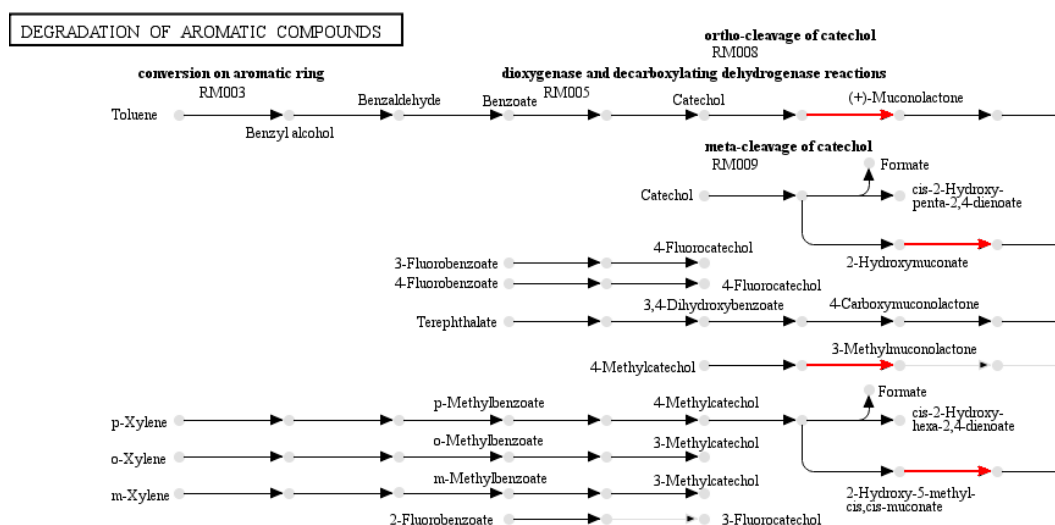 DEGRADATION OF AROMATIC COMPOUNDS
ortho-cleavage of catechol
RM008
conversion on aromatic ring
dioxygenase and decarboxylating dehydrogenase reactions
RM003
RM005
Toluene
Benzyl alcohol
Benzaldehyde
Benzoate
Catechol
(+)-Muconolactone
meta-cleavage of catechol
RM009
Formate
Catechol
cis-2-Hydroxy-
penta-2,4-dienoate
2-Hydroxymuconate
4-Fluorocatechol
3-Fluorobenzoate
4-Fluorobenzoate
4-Fluorocatechol
3,4-Dihydroxybenzoate
4-Carboxymuconolactone
Terephthalate
3-Methylmuconolactone
4-Methylcatechol
Formate
p-Methylbenzoate
4-Methylcatechol
cis-2-Hydroxy-
hexa-2,4-dienoate
p-Xylene
o-Methylbenzoate
3-Methylcatechol
o-Xylene
m-Methylbenzoate
3-Methylcatechol
m-Xylene
2-Hydroxy-5-methyl-
cis,cis-muconate
2-Fluorobenzoate
3-Fluorocatechol